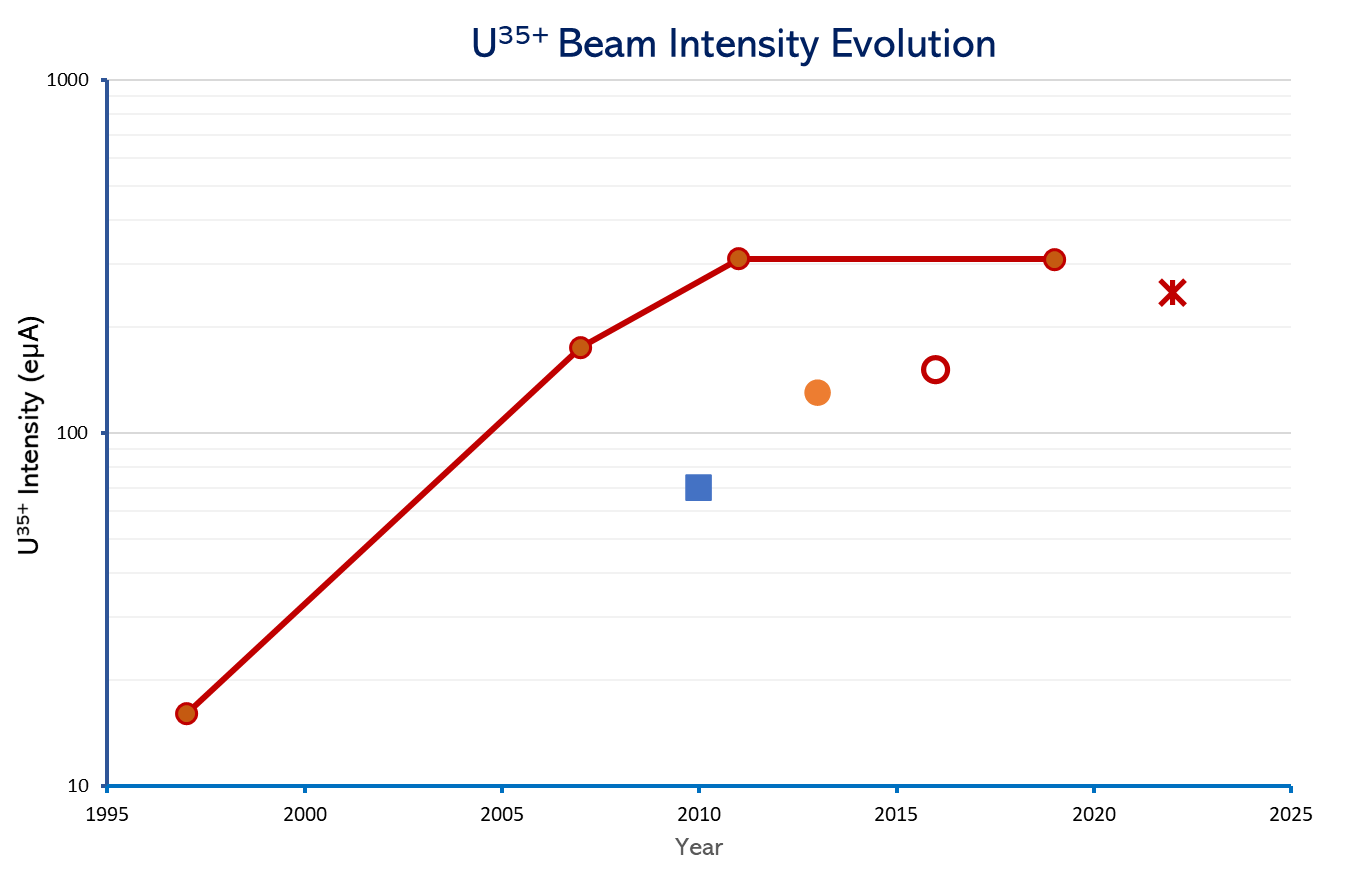 U³⁵⁺ Beam Intensity Evolution
1000
100
10
U³⁵⁺ Intensity (eμA)
1995 2000 2005 2010 2015 2020 2025
Year